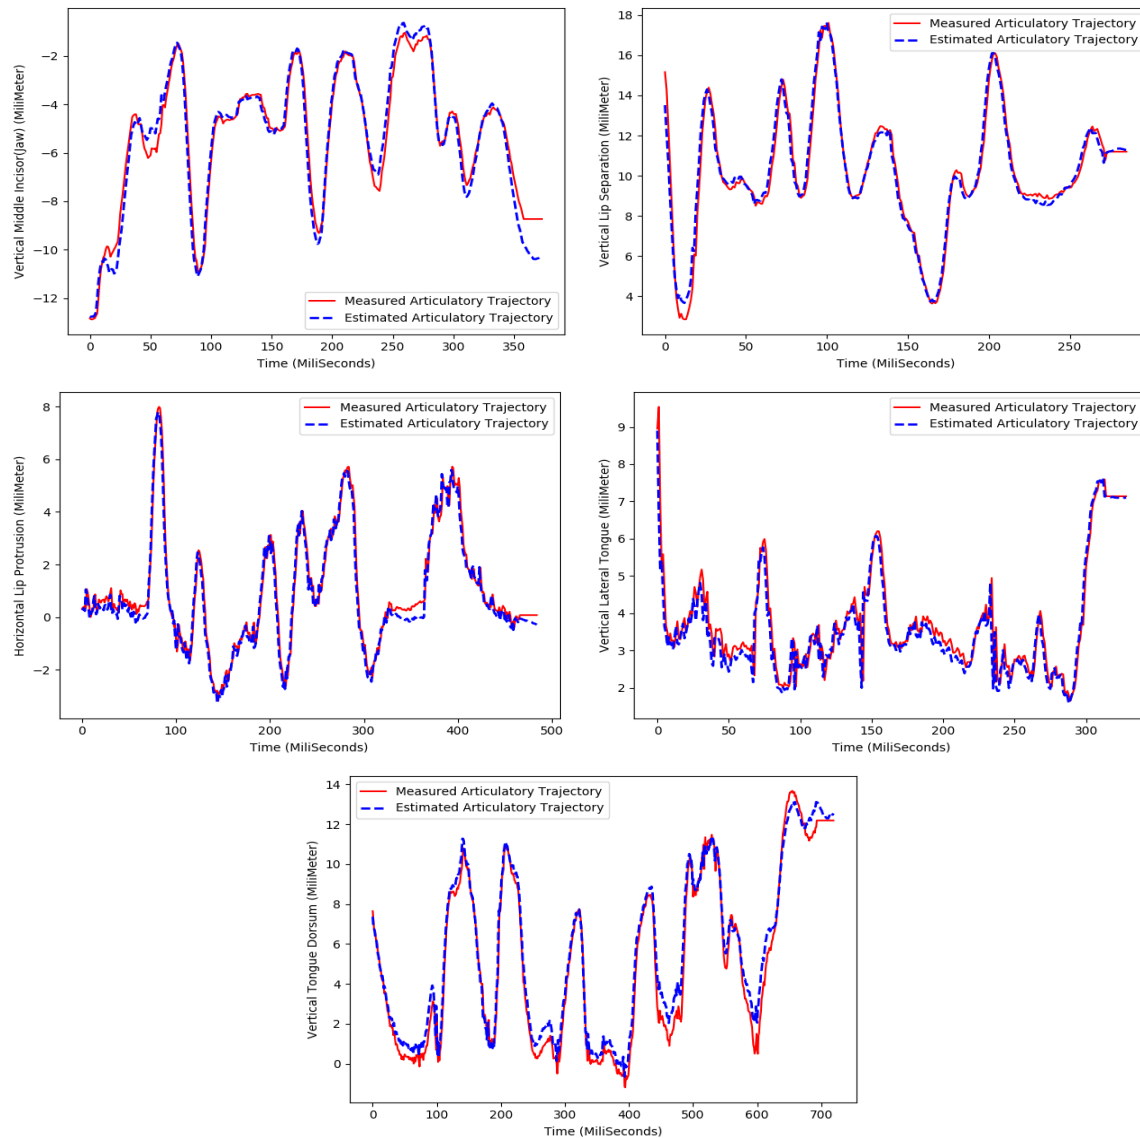 Vertical Middle Incisor(Jaw) (MiliMeter)
−2
−4
−6
−8
−10
−12
Measured Articulatory Trajectory
Estimated Articulatory Trajectory
0 50 100 150 200 250 300 350
Time (MiliSeconds)
Vertical Lip Separation (MiliMeter)
18
16
14
12
10
8
6
4
Measured Articulatory Trajectory
Estimated Articulatory Trajectory
0 50 100 150 200 250
Time (MiliSeconds)
Horizontal Lip Protrusion (MiliMeter)
8
6
4
2
0
−2
Measured Articulatory Trajectory
Estimated Articulatory Trajectory
0 100 200 300 400 500
Time (MiliSeconds)
Vertical Lateral Tongue (MiliMeter)
9
8
7
6
5
4
3
2
Measured Articulatory Trajectory
Estimated Articulatory Trajectory
0 50 100 150 200 250 300
Time (MiliSeconds)
Vertical Tongue Dorsum (MiliMeter)
14
12
10
8
6
4
2
0
Measured Articulatory Trajectory
Estimated Articulatory Trajectory
0 100 200 300 400 500 600 700
Time (MiliSeconds)